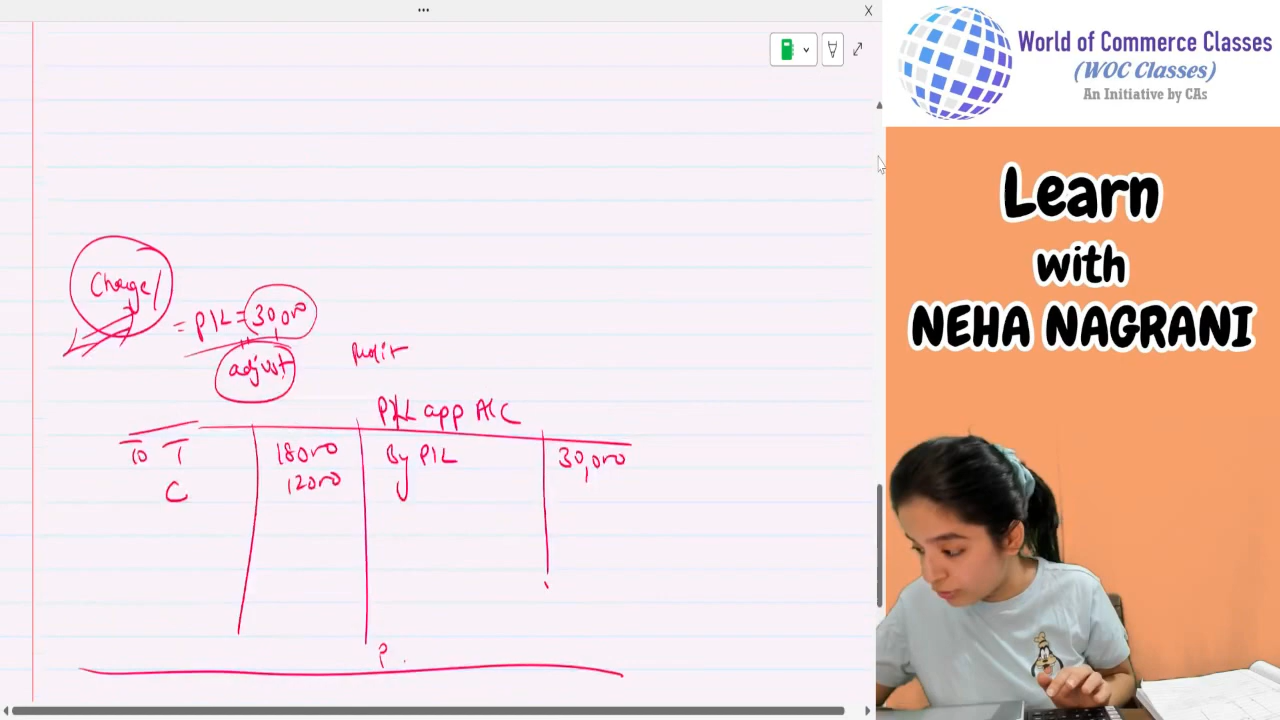 World of Commerce Classes
(WOC Classes)
An Initiative by CAs
Learn
with
NEHA NAGRANI
Charge/
= P/L = 30,000
adjust
Profit
P/L app A/C
To I 18000 By P/L 30,000
C 12000
P